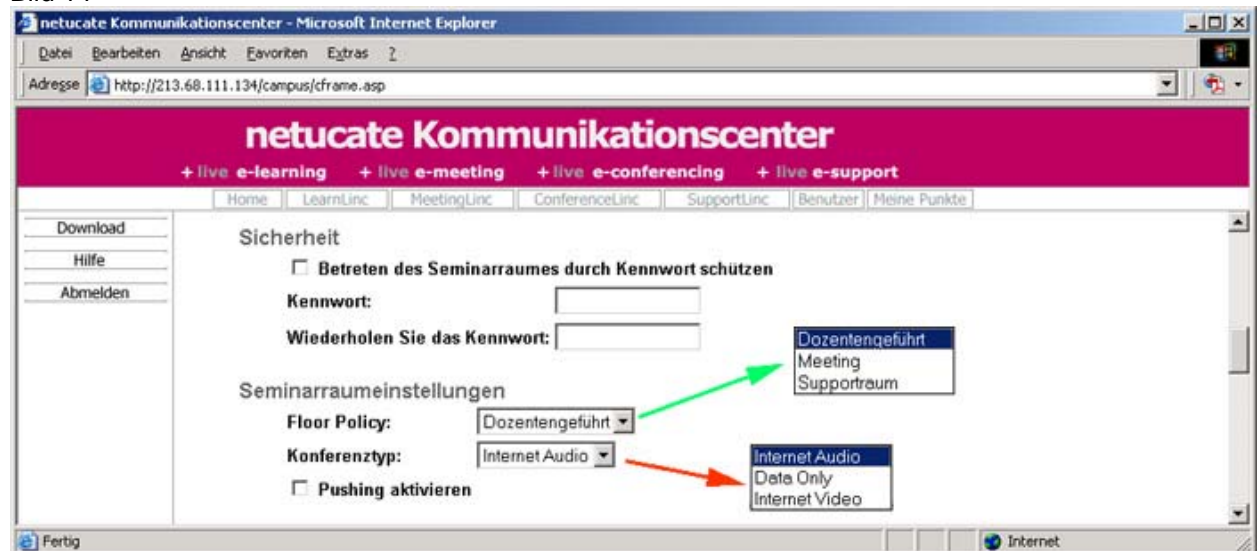 netucate Kommunikationscenter - Microsoft Internet Explorer
Datei Bearbeiten Ansicht Favoriten Extras ?
Adresse http://213.68.111.134/campus/cframe.asp
netucate Kommunikationscenter
+ live e-learning + live e-meeting + live e-conferencing + live e-support
Home LearnLinc MeetingLinc ConferenceLinc SupportLinc Benutzer Meine Punkte
Download
Hilfe
Abmelden
Sicherheit
Betreten des Seminarraumes durch Kennwort schützen
Kennwort:
Wiederholen Sie das Kennwort:
Dozentengeführt
Meeting
Supportraum
Seminarraumeinstellungen
Floor Policy: Dozentengeführt
Konferenztyp: Internet Audio
Internet Audio
Data Only
Internet Video
Pushing aktivieren
Fertig Internet